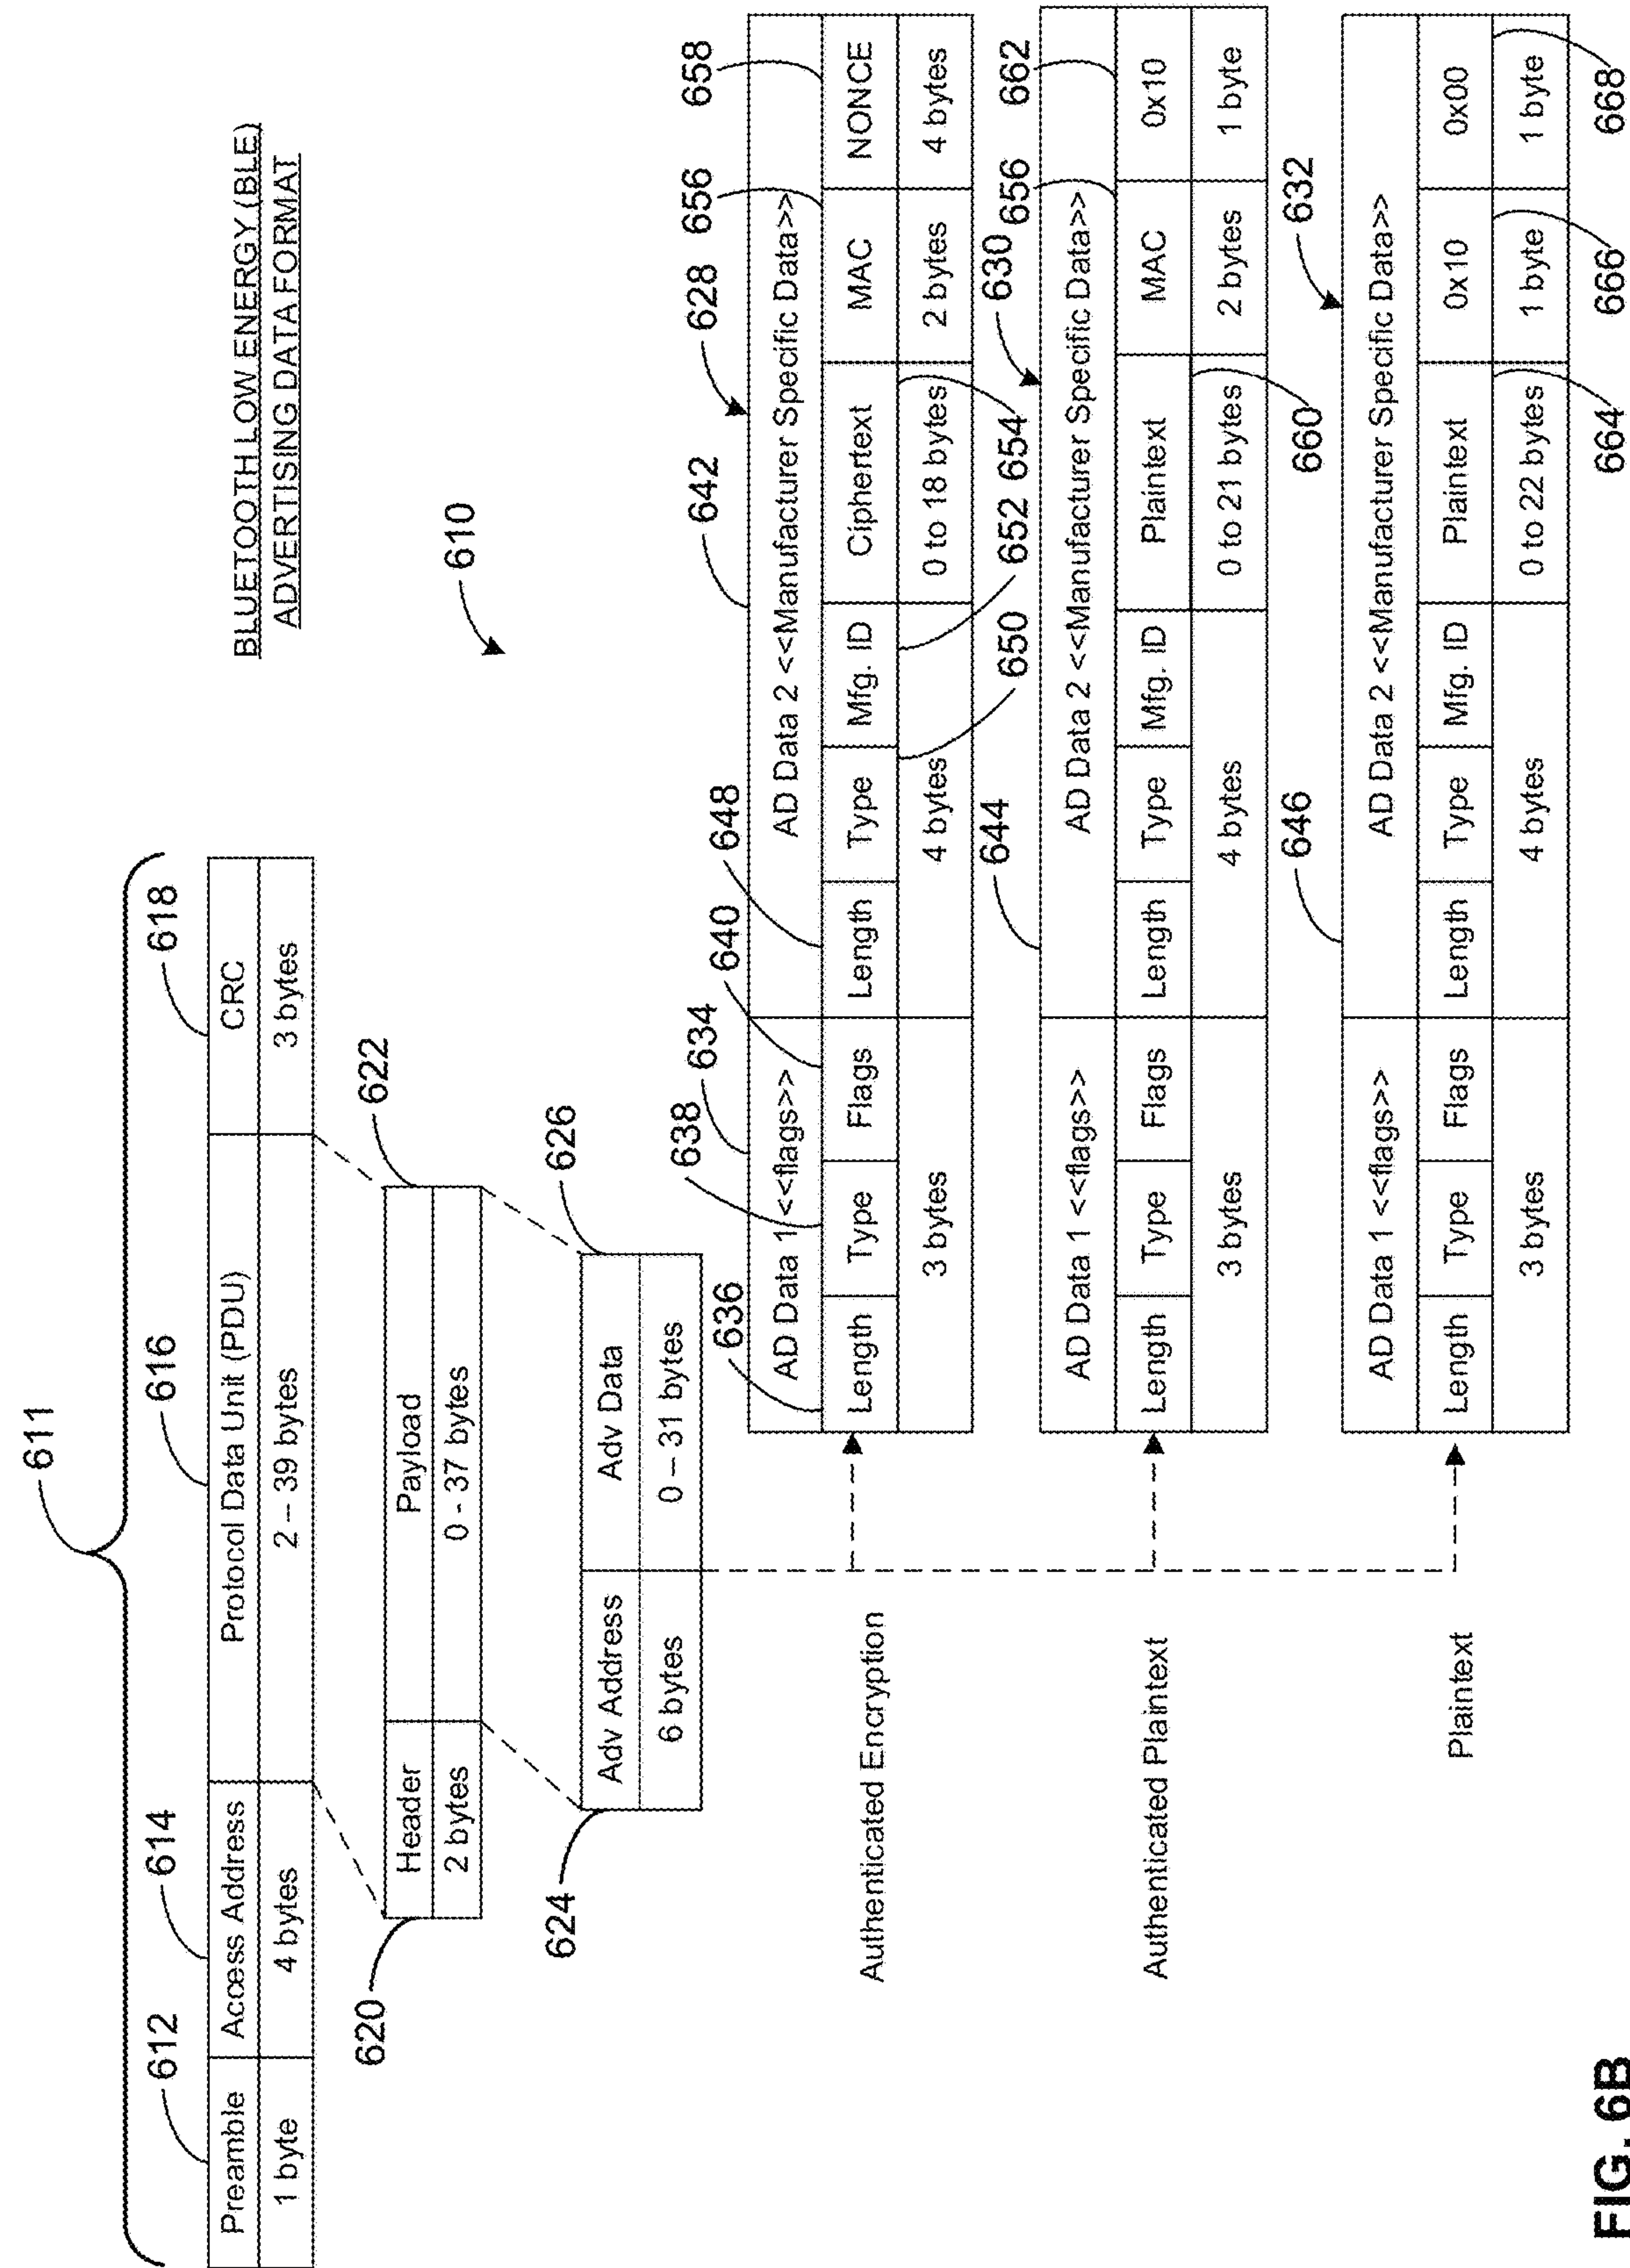 BLUETOOTH LOW ENERGY (BLE)
ADVERTISING DATA FORMAT
610
611
612
614
616
618
Preamble Access Address Protocol Data Unit (PDU) CRC
1 byte 4 bytes 2 – 39 bytes 3 bytes
620
622
Header Payload
2 bytes 0 - 37 bytes
624
626
Adv Address Adv Data
6 bytes 0 – 31 bytes
636 638 634 640 648 642 628 656 658
AD Data 1 <<flags>> AD Data 2 <<Manufacturer Specific Data>>
Authenticated Encryption
Length Type Flags Length Type Mfg. ID Ciphertext MAC NONCE
3 bytes 4 bytes 0 to 18 bytes 2 bytes 4 bytes
644 650 652 654 630 656 662
AD Data 1 <<flags>> AD Data 2 <<Manufacturer Specific Data>>
Authenticated Plaintext
Length Type Flags Length Type Mfg. ID Plaintext MAC 0x10
3 bytes 4 bytes 0 to 21 bytes 2 bytes 1 byte
646 660 632
AD Data 1 <<flags>> AD Data 2 <<Manufacturer Specific Data>>
Plaintext
Length Type Flags Length Type Mfg. ID Plaintext 0x10 0x00
3 bytes 4 bytes 0 to 22 bytes 1 byte 1 byte
664 666 668
FIG. 6B